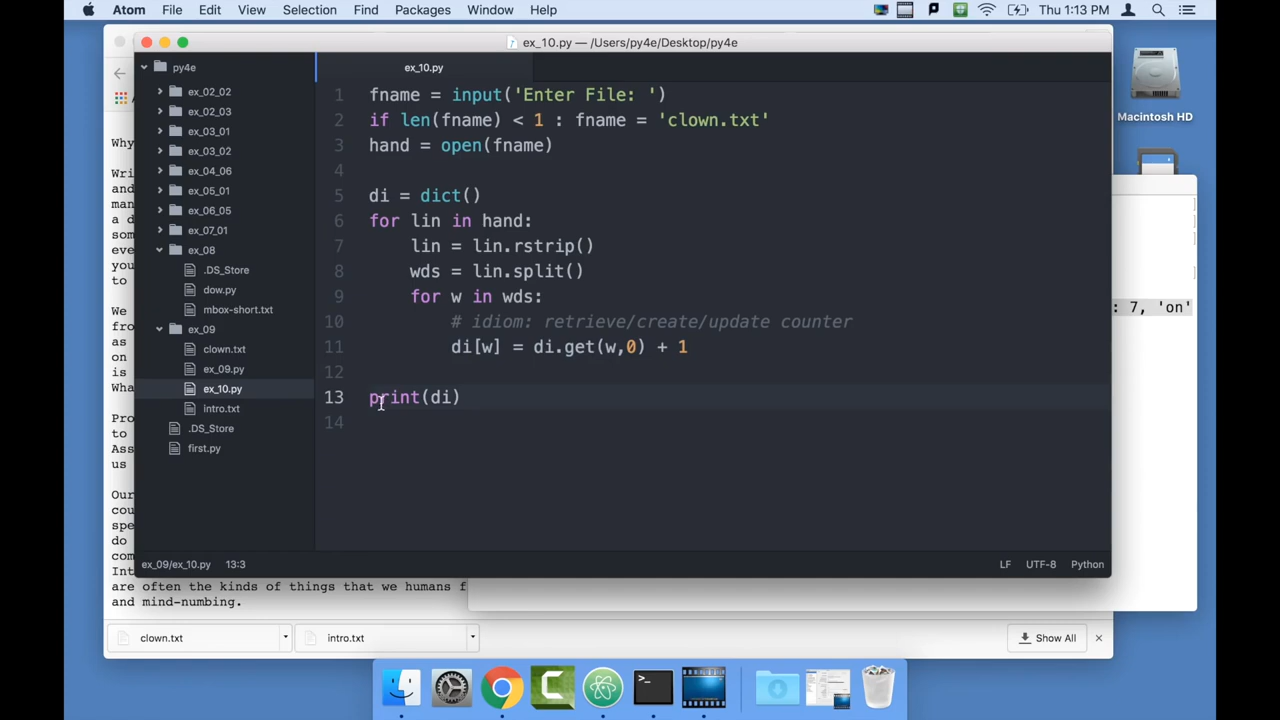 Atom File Edit View Selection Find Packages Window Help Thu 1:13 PM
ex_10.py — /Users/py4e/Desktop/py4e
py4e
ex_02_02
ex_02_03
ex_03_01
ex_03_02
ex_04_06
ex_05_01
ex_06_05
ex_07_01
ex_08
.DS_Store
dow.py
mbox-short.txt
ex_09
clown.txt
ex_09.py
ex_10.py
intro.txt
.DS_Store
first.py
ex_10.py
1 fname = input('Enter File: ')
2 if len(fname) < 1 : fname = 'clown.txt'
3 hand = open(fname)
4
5 di = dict()
6 for lin in hand:
7 lin = lin.rstrip()
8 wds = lin.split()
9 for w in wds:
10 # idiom: retrieve/create/update counter
11 di[w] = di.get(w,0) + 1
12
13 print(di)
14
ex_09/ex_10.py 13:3 LF UTF-8 Python
Macintosh HD
: 7, 'on'
Why
Wri
and
man
a d
som
eve
you
to
We
fro
as
on
is
Wha
Pro
to
Ass
us
Our
cou
spe
do
com
Int
are often the kinds of things that we humans f
and mind-numbing.
clown.txt
intro.txt
Show All